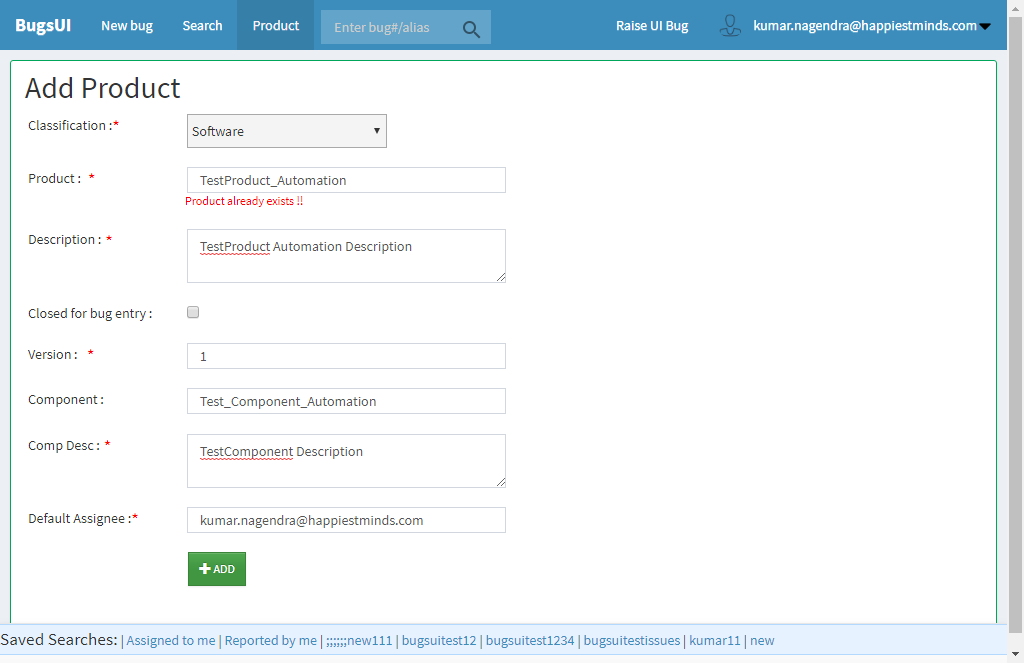 BugsUI New bug Search Product Enter bug#/alias Raise UI Bug kumar.nagendra@happiestminds.com
Add Product
Classification :* Software
Product : * TestProduct_Automation
Product already exists !!
Description : * TestProduct Automation Description
Closed for bug entry :
Version : * 1
Component : Test_Component_Automation
Comp Desc : * TestComponent Description
Default Assignee :* kumar.nagendra@happiestminds.com
ADD
Saved Searches: | Assigned to me | Reported by me | ;;;;;;new111 | bugsuitest12 | bugsuitest1234 | bugsuitestissues | kumar11 | new